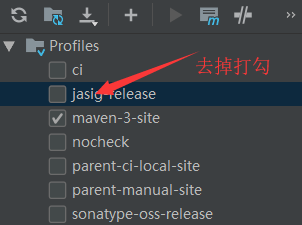 Profiles
ci
jasig-release
去掉打勾
maven-3-site
nocheck
parent-ci-local-site
parent-manual-site
sonatype-oss-release